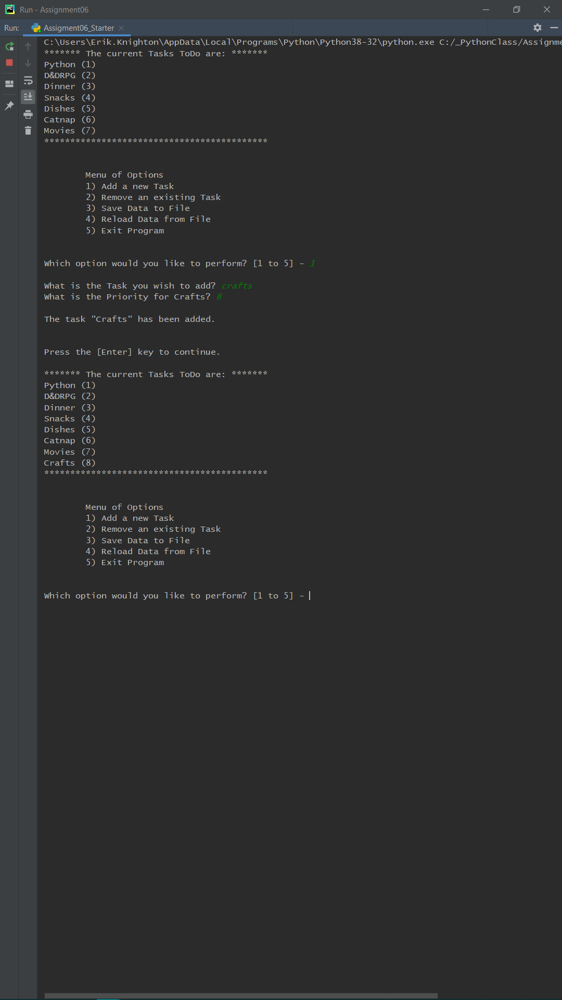 Run - Assignment06
Run: Assigment06_Starter
C:\Users\Erik.Knighton\AppData\Local\Programs\Python\Python38-32\python.exe C:/_PythonClass/Assignme
******* The current Tasks ToDo are: *******
Python (1)
D&DRPG (2)
Dinner (3)
Snacks (4)
Dishes (5)
Catnap (6)
Movies (7)
*******************************************
Menu of Options
1) Add a new Task
2) Remove an existing Task
3) Save Data to File
4) Reload Data from File
5) Exit Program
Which option would you like to perform? [1 to 5] - 1
What is the Task you wish to add? crafts
What is the Priority for Crafts? 8
The task "Crafts" has been added.
Press the [Enter] key to continue.
******* The current Tasks ToDo are: *******
Python (1)
D&DRPG (2)
Dinner (3)
Snacks (4)
Dishes (5)
Catnap (6)
Movies (7)
Crafts (8)
*******************************************
Menu of Options
1) Add a new Task
2) Remove an existing Task
3) Save Data to File
4) Reload Data from File
5) Exit Program
Which option would you like to perform? [1 to 5] -